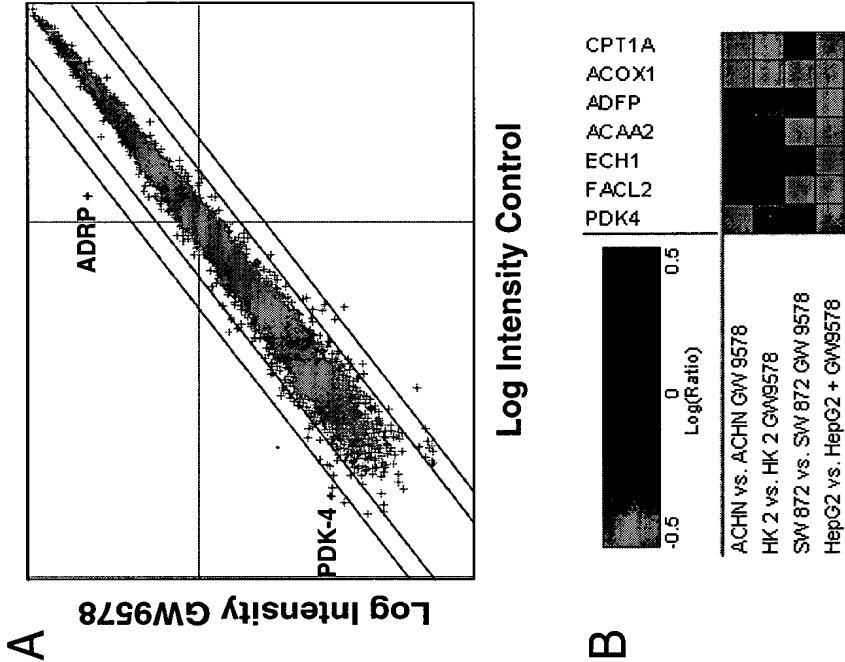 A
ADRP +
PDK-4
Log Intensity GW9578
Log Intensity Control
B
CPT1A
ACOX1
ADFP
ACAA2
ECH1
FACL2
PDK4
-0.5
0
0.5
Log(Ratio)
ACHN vs. ACHN GW 9578
HK 2 vs. HK 2 GW9578
SW 872 vs. SW 872 GW 9578
HepG2 vs. HepG2 + GW9578